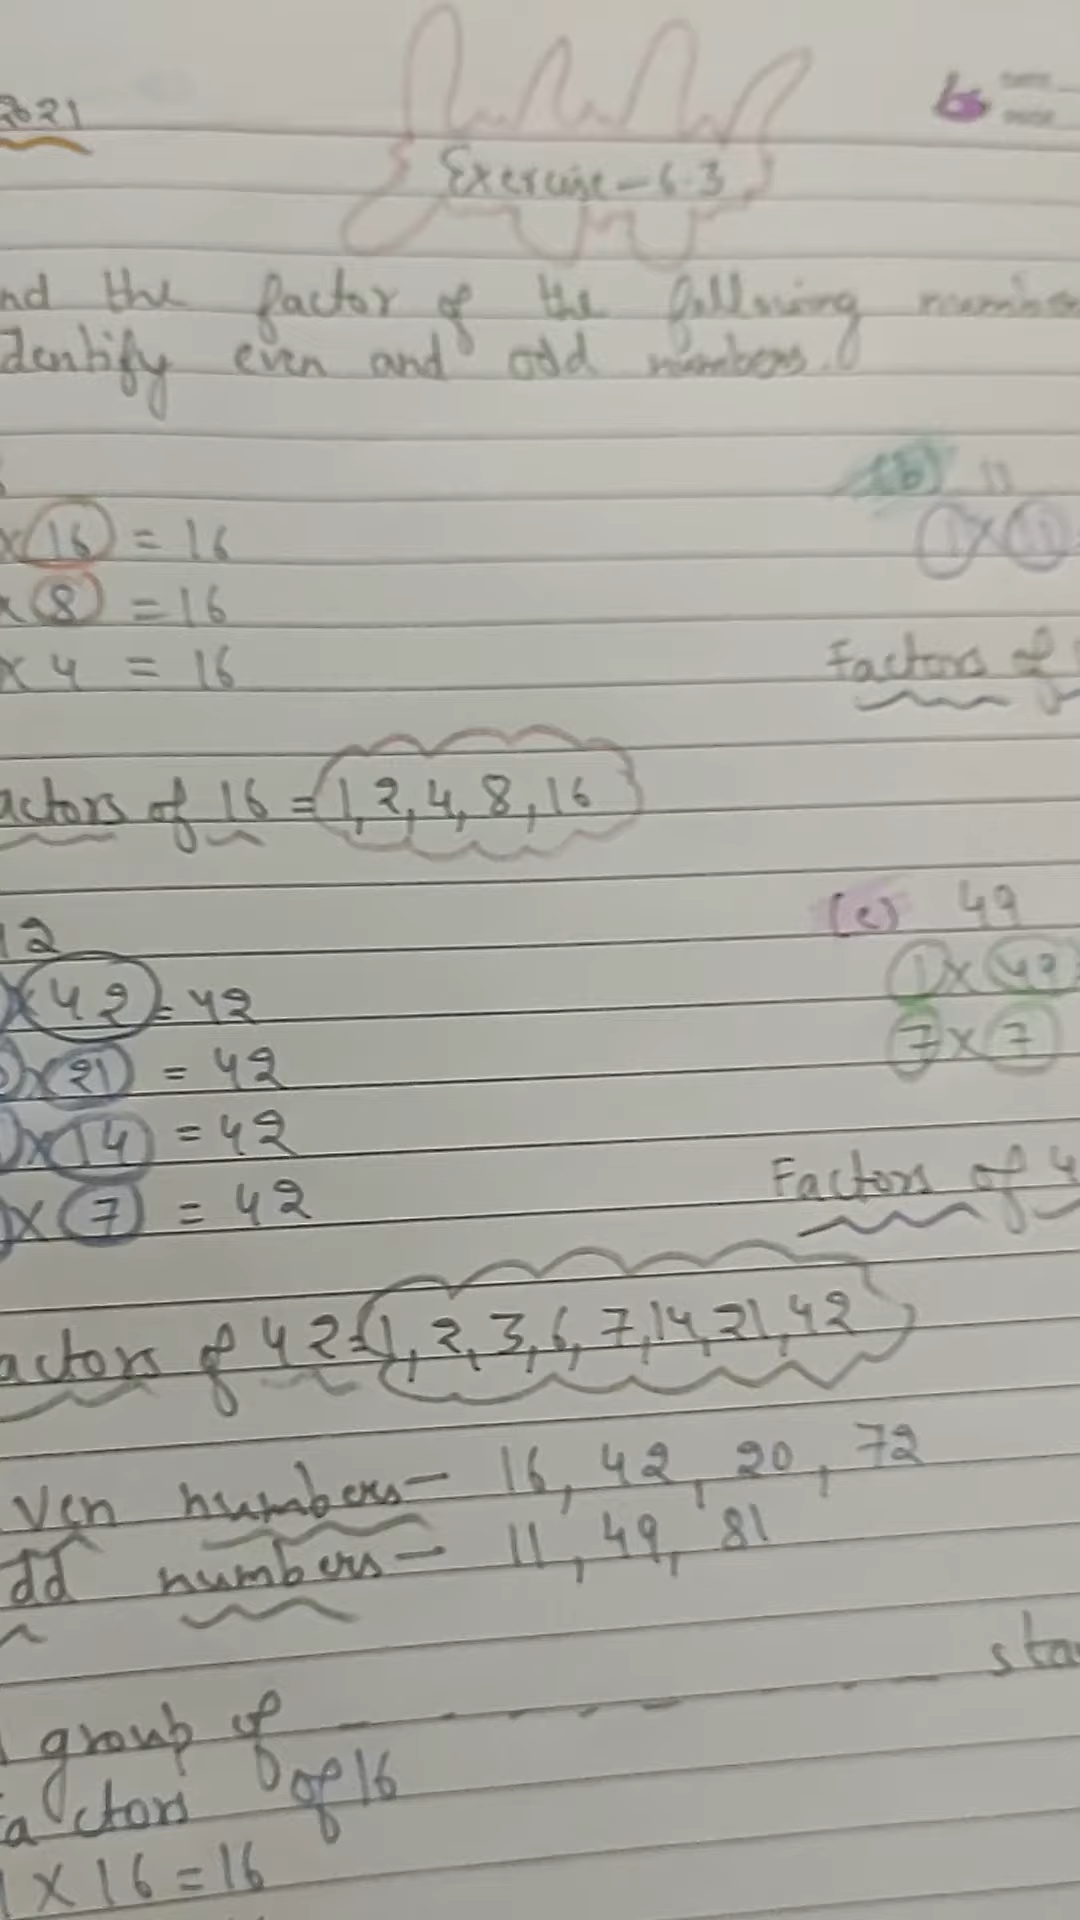 2021
Exercise-6.3
nd the factor of the following
dentify even and odd numbers.
(b) 11
x 16 = 16
1 x 11
x 8 = 16
x 4 = 16
Factors of
actors of 16 = 1, 2, 4, 8, 16
(e) 49
12
1 x 49
x 42 = 42
7 x 7
x 21 = 42
x 14 = 42
x 7 = 42
Factors of 4
actors of 42 = 1, 2, 3, 6, 7, 14, 21, 42
ven numbers - 16, 42, 20, 72
dd numbers - 11, 49, 81
group of - - - - - - - sta
Factors of 16
1 x 16 = 16